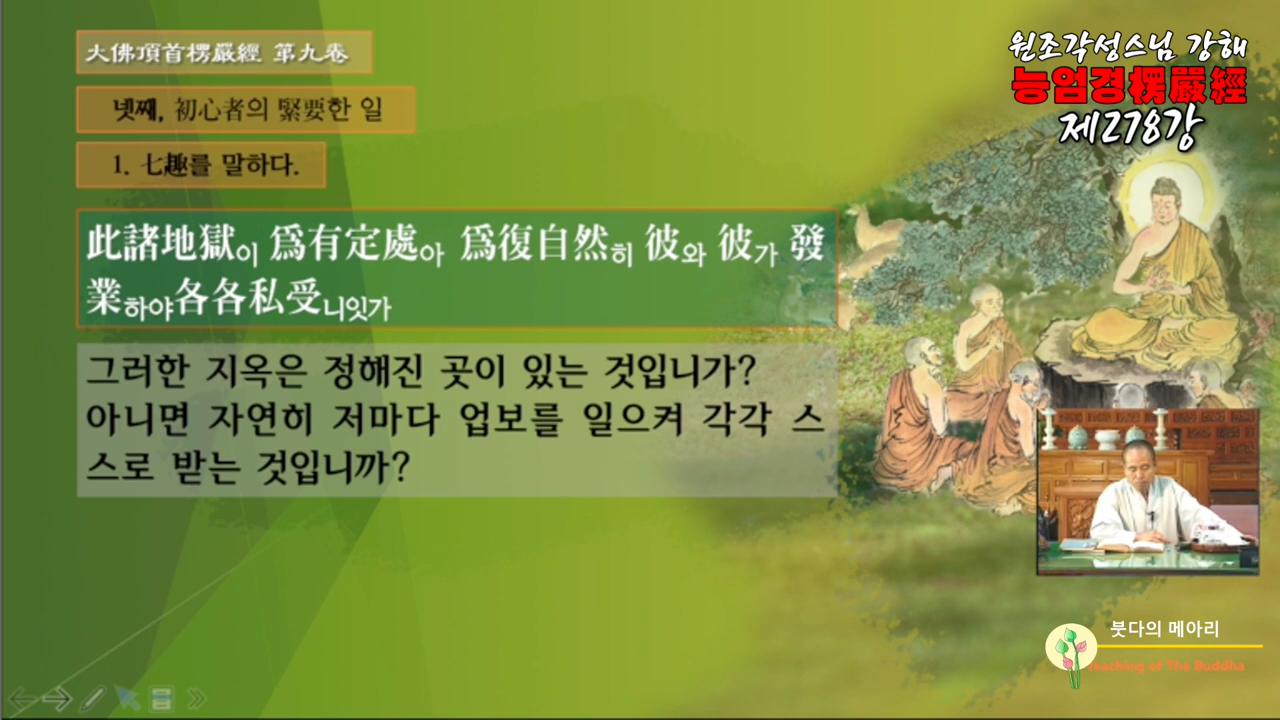 大佛頂首楞嚴經 第九卷
넷째, 初心者의 緊要한 일
1. 七趣를 말하다.
此諸地獄이 爲有定處아 爲復自然히 彼와 彼가 發
業하야各各私受니잇가
그러한 지옥은 정해진 곳이 있는 것입니가?
아니면 자연히 저마다 업보를 일으켜 각각 스
스로 받는 것입니까?
원조각성스님 강해
능엄경楞嚴經
제278강
붓다의 메아리
Teaching of The Buddha